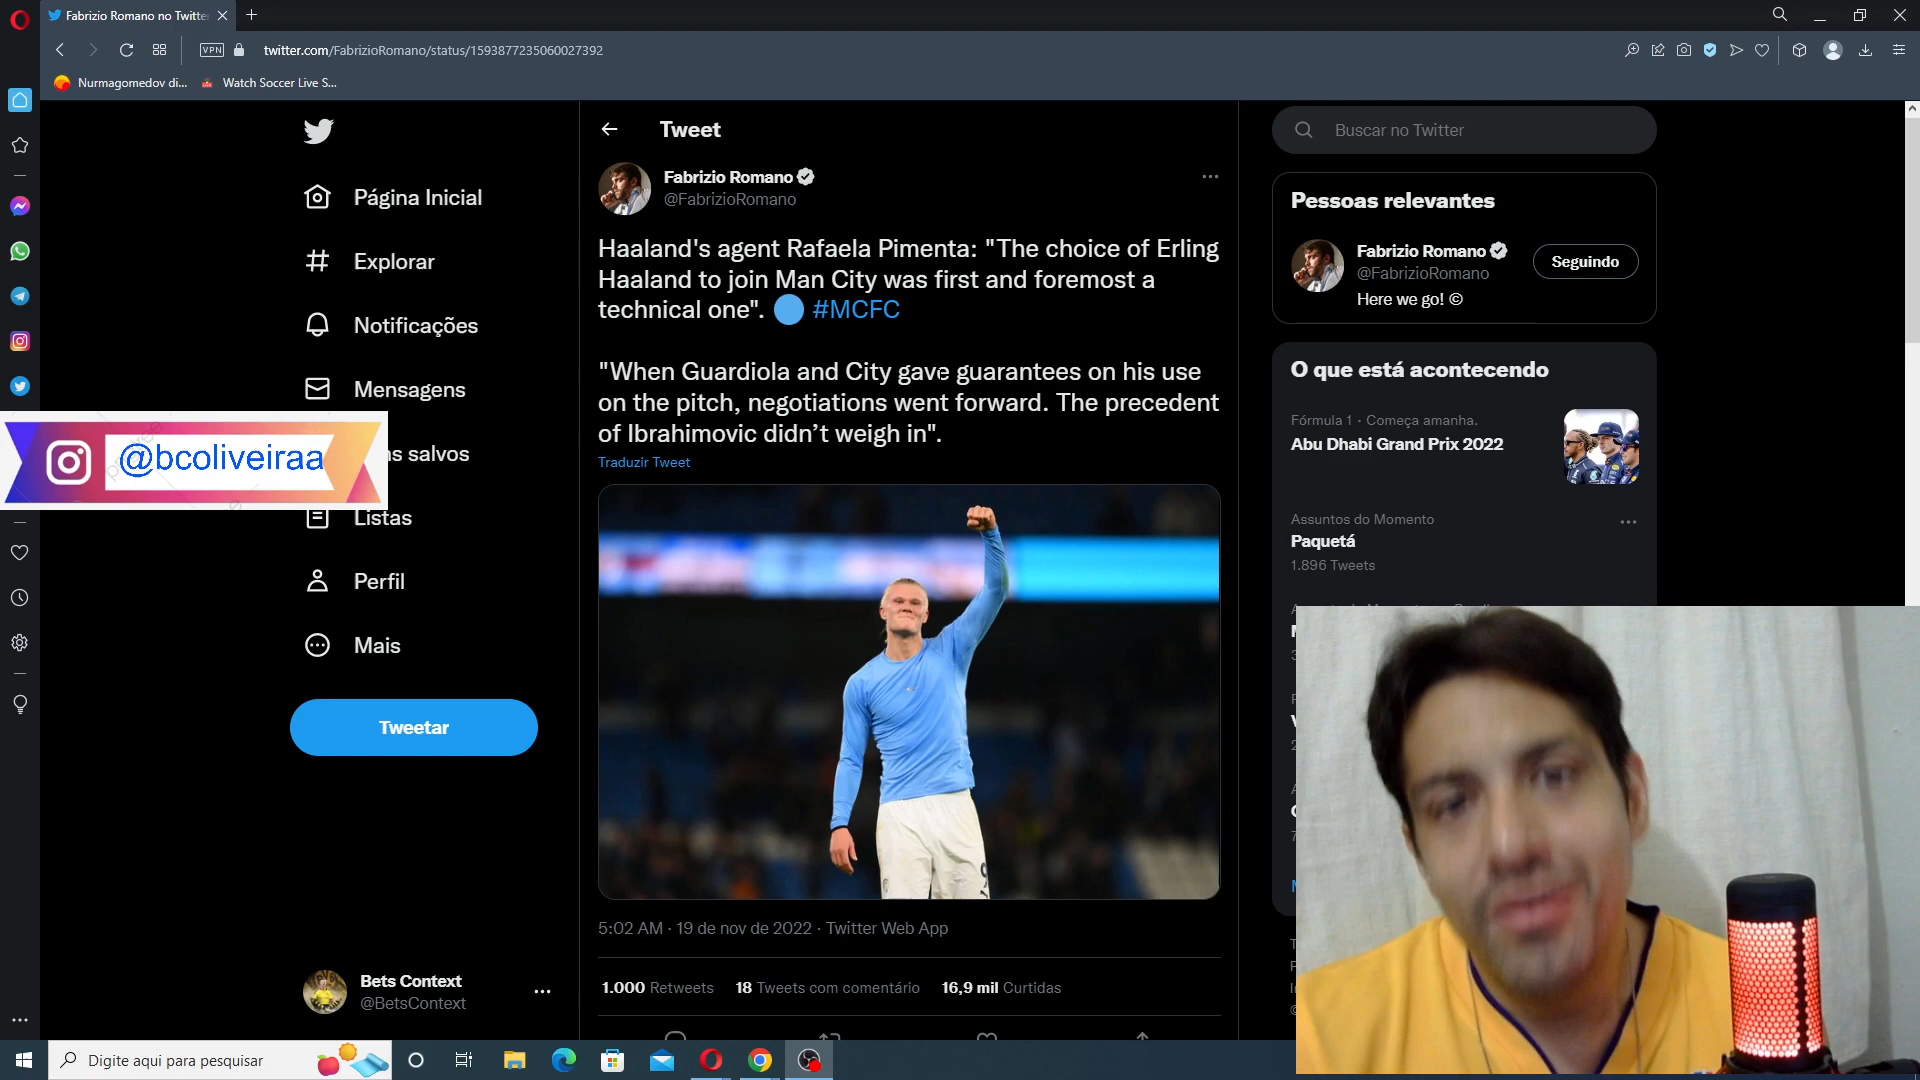 Fabrizio Romano no Twitte
VPN
twitter.com/FabrizioRomano/status/1593877235060027392
Nurmagomedov di...
Watch Soccer Live S...
Página Inicial
Explorar
Notificações
Mensagens
ns salvos
Listas
Perfil
Mais
Tweetar
@bcoliveiraa
Bets Context
@BetsContext
Tweet
Fabrizio Romano
@FabrizioRomano
Haaland's agent Rafaela Pimenta: "The choice of Erling
Haaland to join Man City was first and foremost a
technical one". #MCFC
"When Guardiola and City gave guarantees on his use
on the pitch, negotiations went forward. The precedent
of Ibrahimovic didn’t weigh in".
Traduzir Tweet
5:02 AM · 19 de nov de 2022 · Twitter Web App
1.000 Retweets 18 Tweets com comentário 16,9 mil Curtidas
Buscar no Twitter
Pessoas relevantes
Fabrizio Romano
@FabrizioRomano
Seguindo
Here we go! ©
O que está acontecendo
Fórmula 1 · Começa amanha.
Abu Dhabi Grand Prix 2022
Assuntos do Momento
Paquetá
1.896 Tweets
Digite aqui para pesquisar